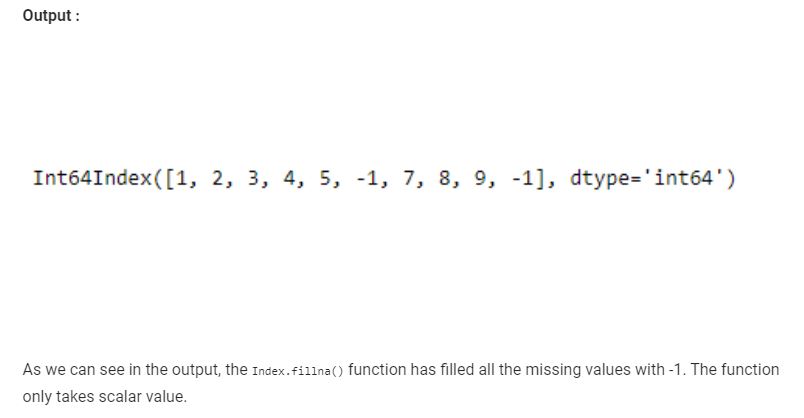 Output :
Int64Index([1, 2, 3, 4, 5, -1, 7, 8, 9, -1], dtype='int64')
As we can see in the output, the Index.fillna() function has filled all the missing values with -1. The function
only takes scalar value.